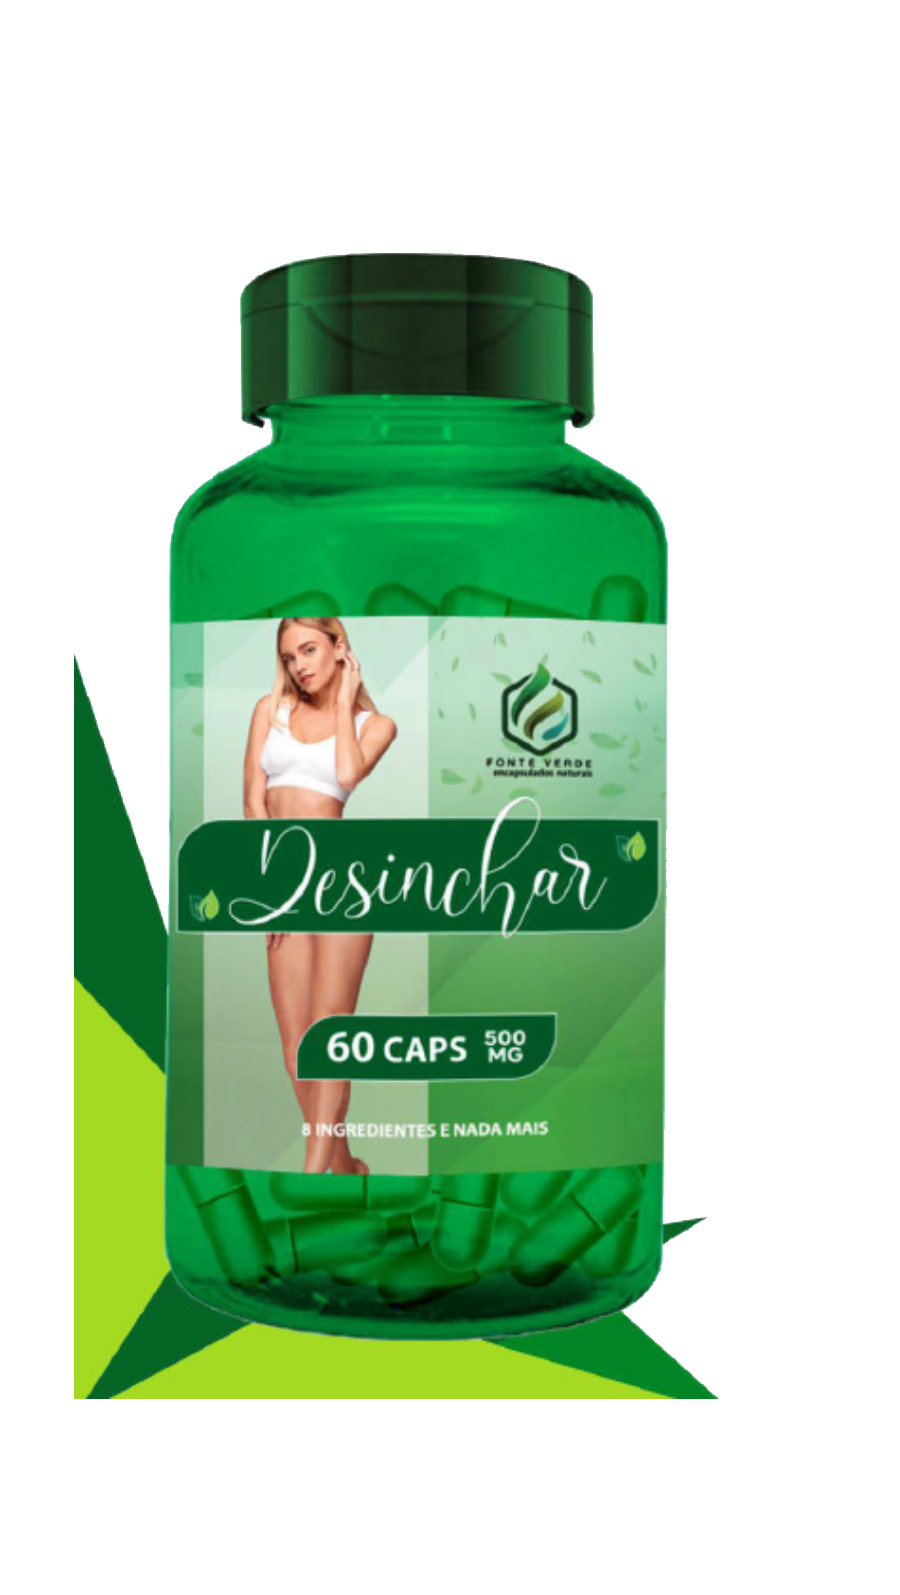 FONTE VERDE
encapsulados naturais
Desinchar
60 CAPS 500 MG
8 INGREDIENTES E NADA MAIS